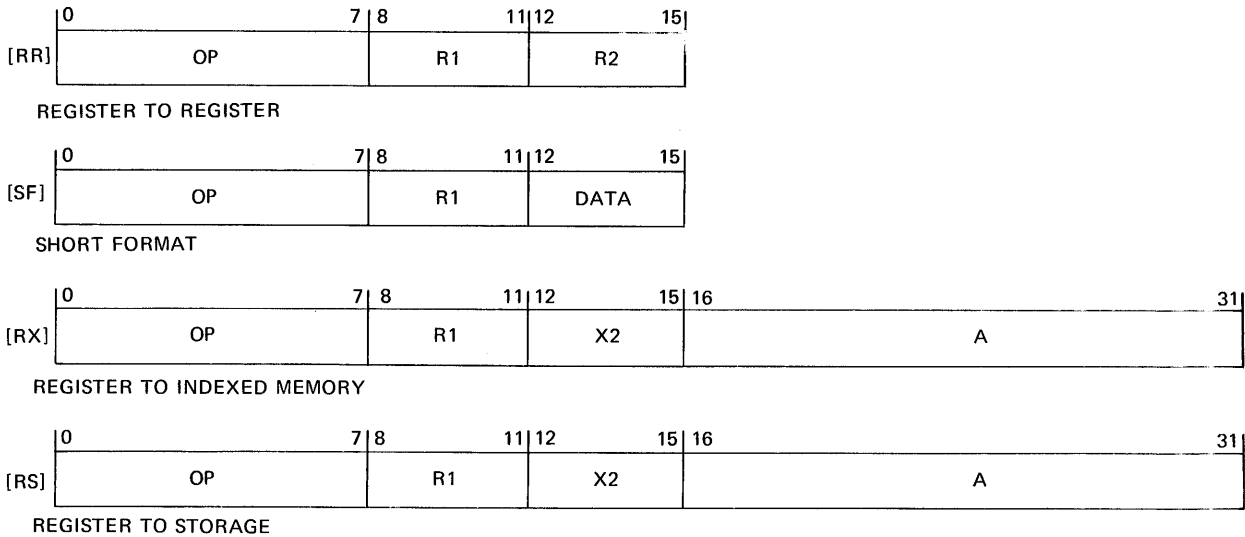 0 7 8 11 12 15
[RR] OP R1 R2
REGISTER TO REGISTER
0 7 8 11 12 15
[SF] OP R1 DATA
SHORT FORMAT
0 7 8 11 12 15 16 31
[RX] OP R1 X2 A
REGISTER TO INDEXED MEMORY
0 7 8 11 12 15 16 31
[RS] OP R1 X2 A
REGISTER TO STORAGE